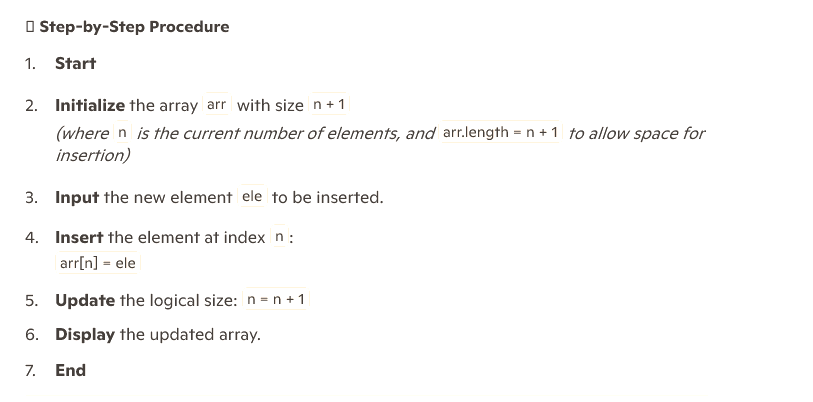 Step-by-Step Procedure
1. Start
2. Initialize the array arr with size n + 1
(where n is the current number of elements, and arr.length = n + 1 to allow space for
insertion)
3. Input the new element ele to be inserted.
4. Insert the element at index n :
arr[n] = ele
5. Update the logical size: n = n + 1
6. Display the updated array.
7. End